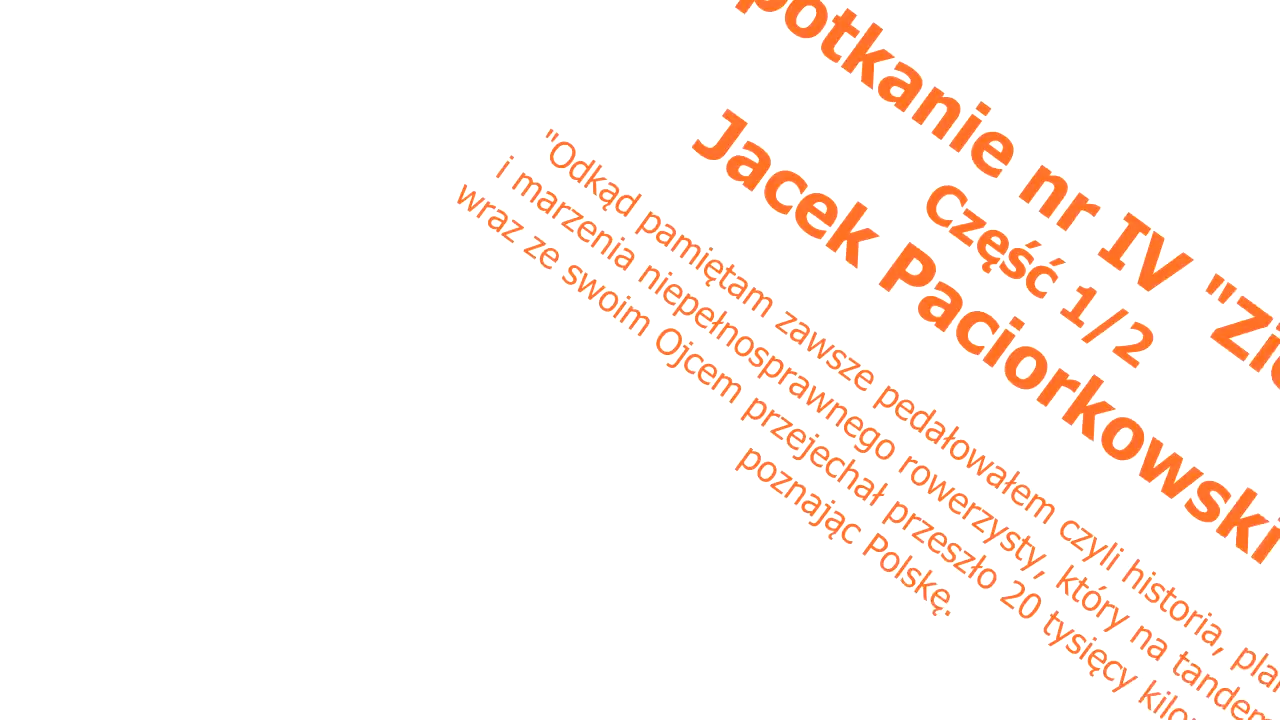 potkanie nr IV "Zi
Część 1/2
Jacek Paciorkowski
"Odkąd pamiętam zawsze pedałowałem czyli historia, pla
i marzenia niepełnosprawnego rowerzysty, który na tandem
wraz ze swoim Ojcem przejechał przeszło 20 tysięcy kilo
poznając Polskę.